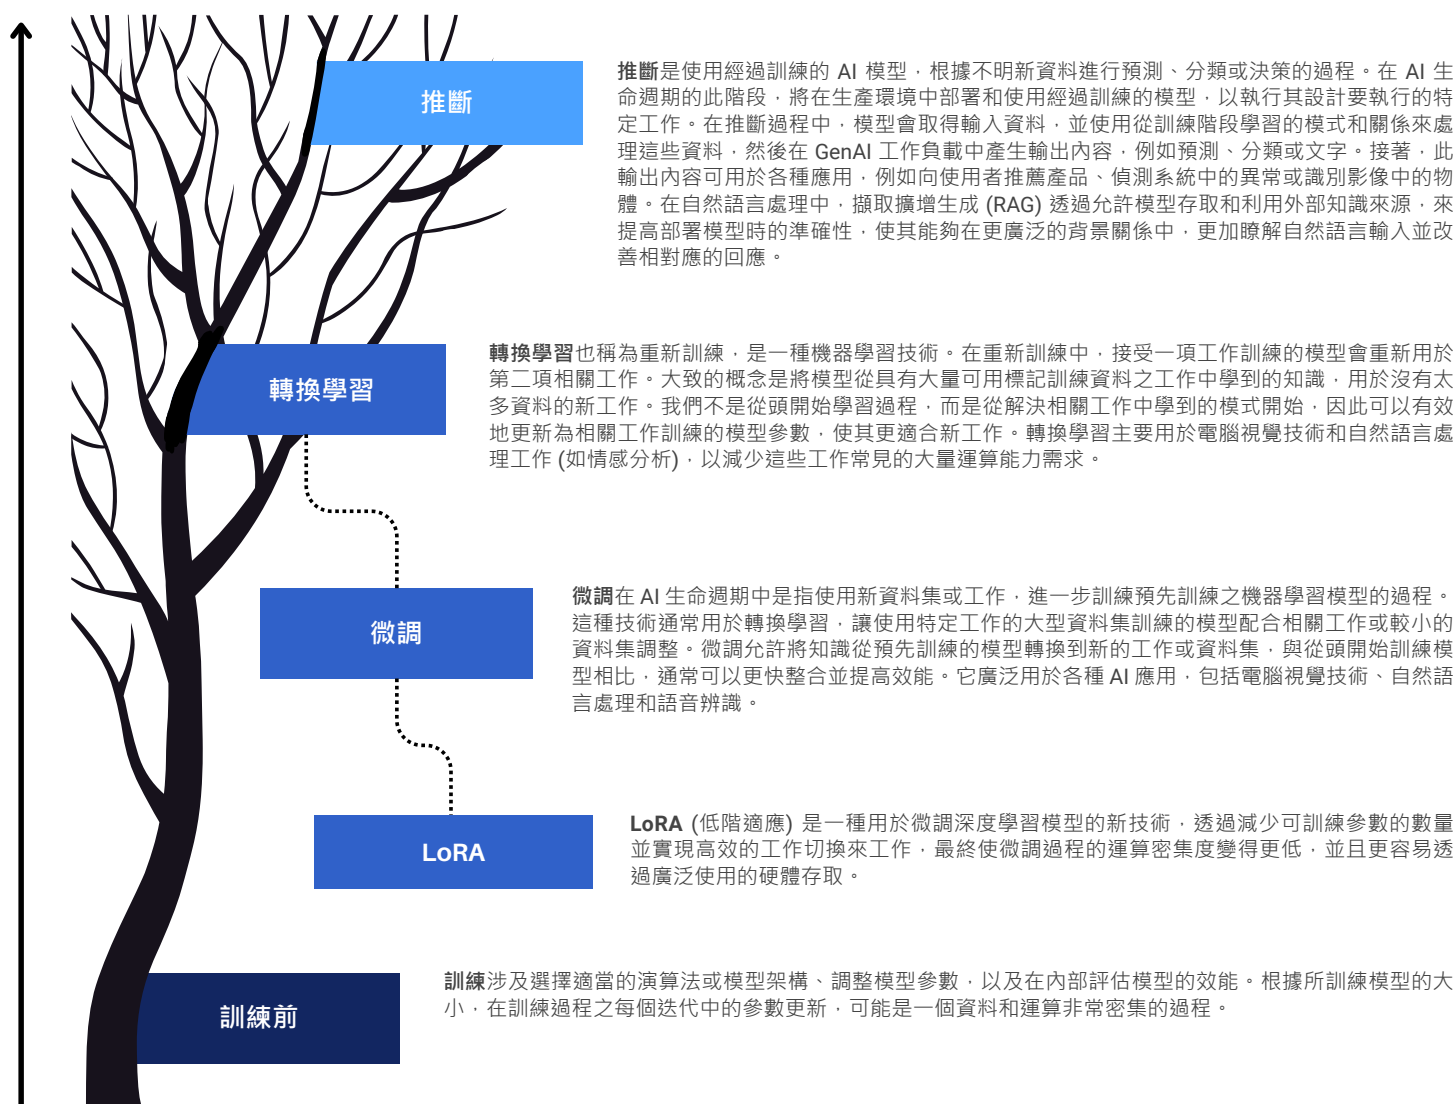 推斷
推斷是使用經過訓練的 AI 模型，根據不明新資料進行預測、分類或決策的過程。在 AI 生
命週期的此階段，將在生產環境中部署和使用經過訓練的模型，以執行其設計要執行的特
定工作。在推斷過程中，模型會取得輸入資料，並使用從訓練階段學習的模式和關係來處
理這些資料，然後在 GenAI 工作負載中產生輸出內容，例如預測、分類或文字。接著，此
輸出內容可用於各種應用，例如向使用者推薦產品、偵測系統中的異常或識別影像中的物
體。在自然語言處理中，擷取擴增生成 (RAG) 透過允許模型存取和利用外部知識來源，來
提高部署模型時的準確性，使其能夠在更廣泛的背景關係中，更加瞭解自然語言輸入並改
善相對應的回應。
轉換學習
轉換學習也稱為重新訓練，是一種機器學習技術。在重新訓練中，接受一項工作訓練的模型會重新用於
第二項相關工作。大致的概念是將模型從具有大量可用標記訓練資料之工作中學到的知識，用於沒有太
多資料的新工作。我們不是從頭開始學習過程，而是從解決相關工作中學到的模式開始，因此可以有效
地更新為相關工作訓練的模型參數，使其更適合新工作。轉換學習主要用於電腦視覺技術和自然語言處
理工作 (如情感分析)，以減少這些工作常見的大量運算能力需求。
微調
微調在 AI 生命週期中是指使用新資料集或工作，進一步訓練預先訓練之機器學習模型的過程。
這種技術通常用於轉換學習，讓使用特定工作的大型資料集訓練的模型配合相關工作或較小的
資料集調整。微調允許將知識從預先訓練的模型轉換到新的工作或資料集，與從頭開始訓練模
型相比，通常可以更快整合並提高效能。它廣泛用於各種 AI 應用，包括電腦視覺技術、自然語
言處理和語音辨識。
LoRA
LoRA (低階適應) 是一種用於微調深度學習模型的新技術，透過減少可訓練參數的數量
並實現高效的工作切換來工作，最終使微調過程的運算密集度變得更低，並且更容易透
過廣泛使用的硬體存取。
訓練前
訓練涉及選擇適當的演算法或模型架構、調整模型參數，以及在內部評估模型的效能。根據所訓練模型的大
小，在訓練過程之每個迭代中的參數更新，可能是一個資料和運算非常密集的過程。